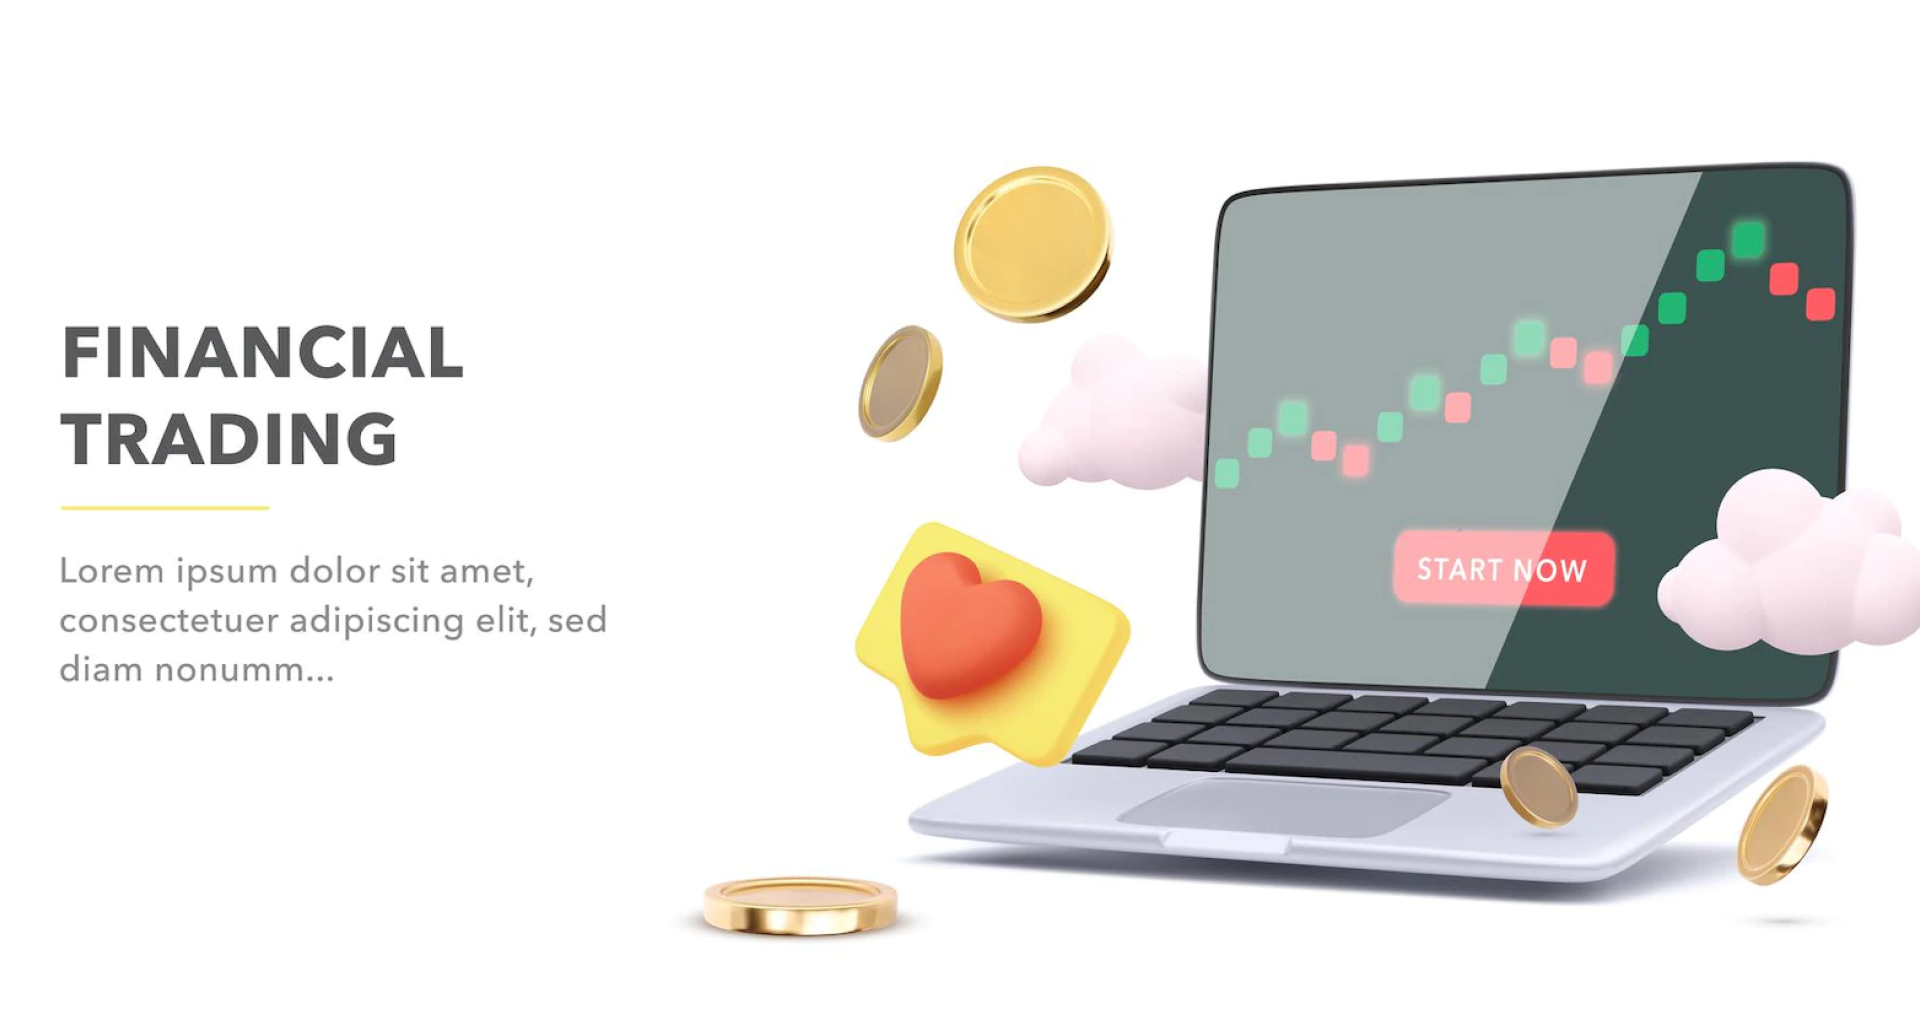 FINANCIAL
TRADING
Lorem ipsum dolor sit amet,
consectetuer adipiscing elit, sed
diam nonumm...
START NOW